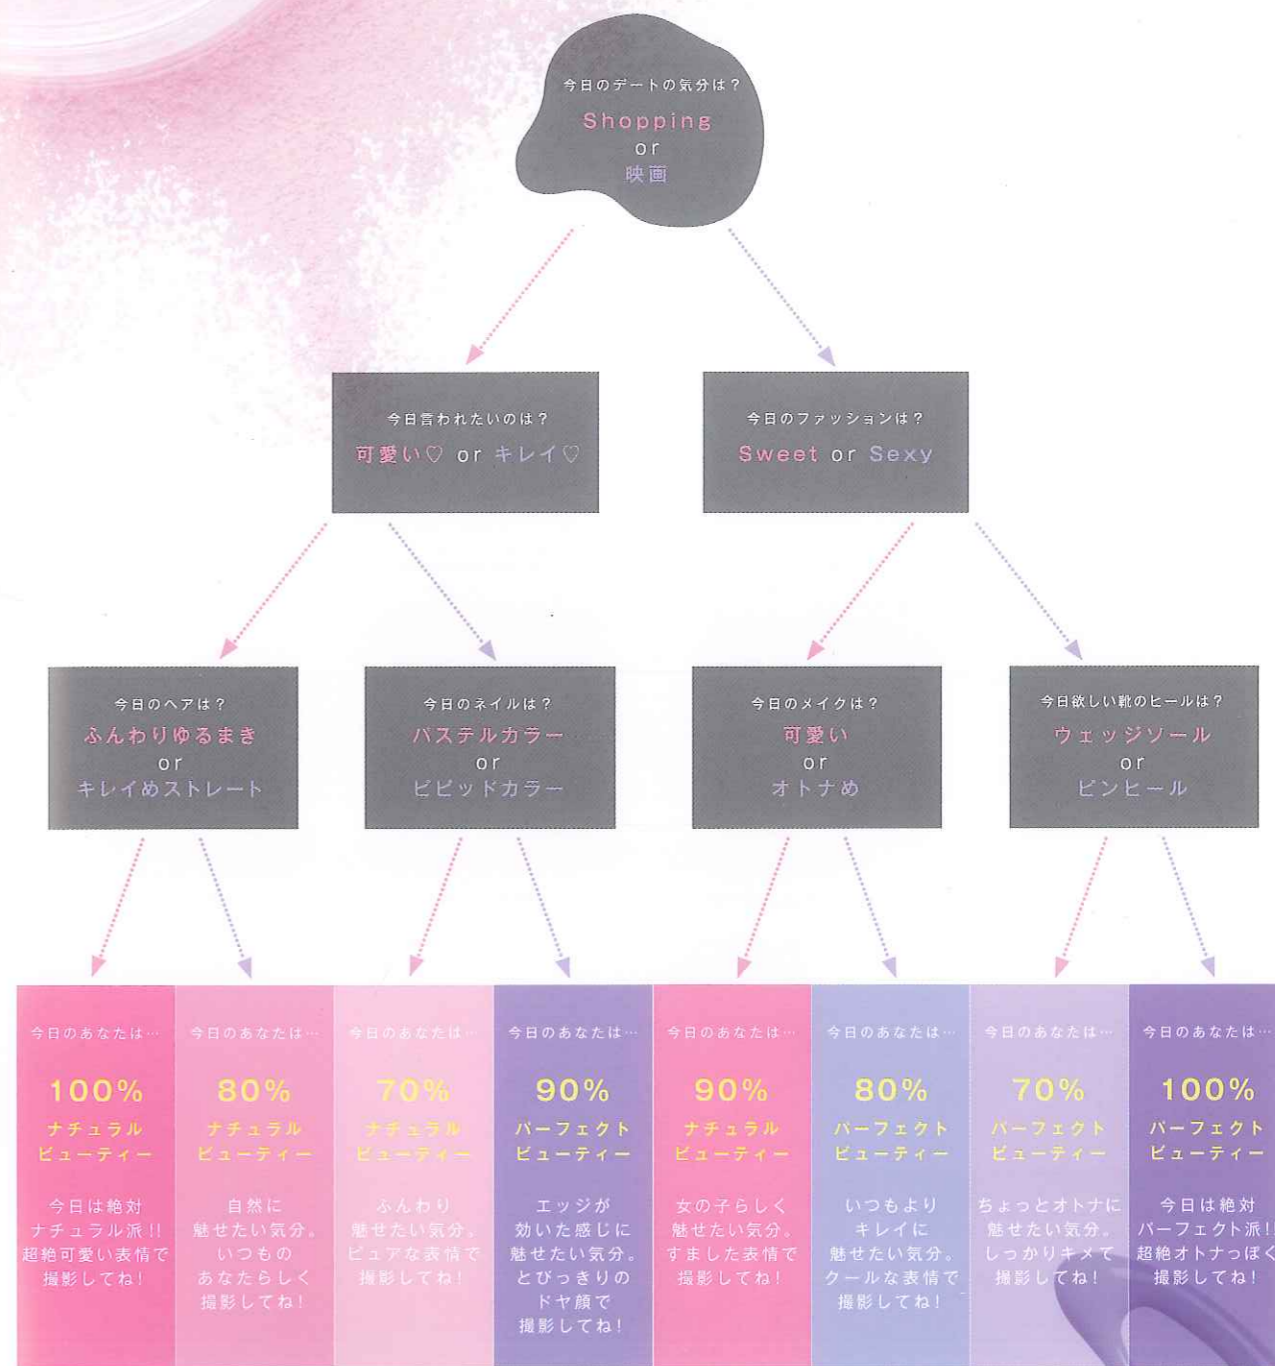 今日のデートの気分は?
Shopping
or
映画
今日言われたいのは?
可愛い♡ or キレイ♡
今日のファッションは?
Sweet or Sexy
今日のヘアは?
ふんわりゆるまき
or
キレイめストレート
今日のネイルは?
パステルカラー
or
ビビッドカラー
今日のメイクは?
可愛い
or
オトナめ
今日欲しい靴のヒールは?
ウェッジソール
or
ピンヒール
今日のあなたは…
100%
ナチュラル
ビューティー
今日は絶対
ナチュラル派!!
超絶可愛い表情で
撮影してね!
今日のあなたは…
80%
ナチュラル
ビューティー
自然に
魅せたい気分。
いつもの
あなたらしく
撮影してね!
今日のあなたは…
70%
ナチュラル
ビューティー
ふんわり
魅せたい気分。
ピュアな表情で
撮影してね!
今日のあなたは…
90%
パーフェクト
ビューティー
エッジが
効いた感じに
魅せたい気分。
とびっきりの
ドヤ顔で
撮影してね!
今日のあなたは…
90%
ナチュラル
ビューティー
女の子らしく
魅せたい気分。
すました表情で
撮影してね!
今日のあなたは…
80%
パーフェクト
ビューティー
いつもより
キレイに
魅せたい気分。
クールな表情で
撮影してね!
今日のあなたは…
70%
パーフェクト
ビューティー
ちょっとオトナに
魅せたい気分。
しっかりキメて
撮影してね!
今日のあなたは…
100%
パーフェクト
ビューティー
今日は絶対
パーフェクト派!
超絶オトナっぽく
撮影してね!